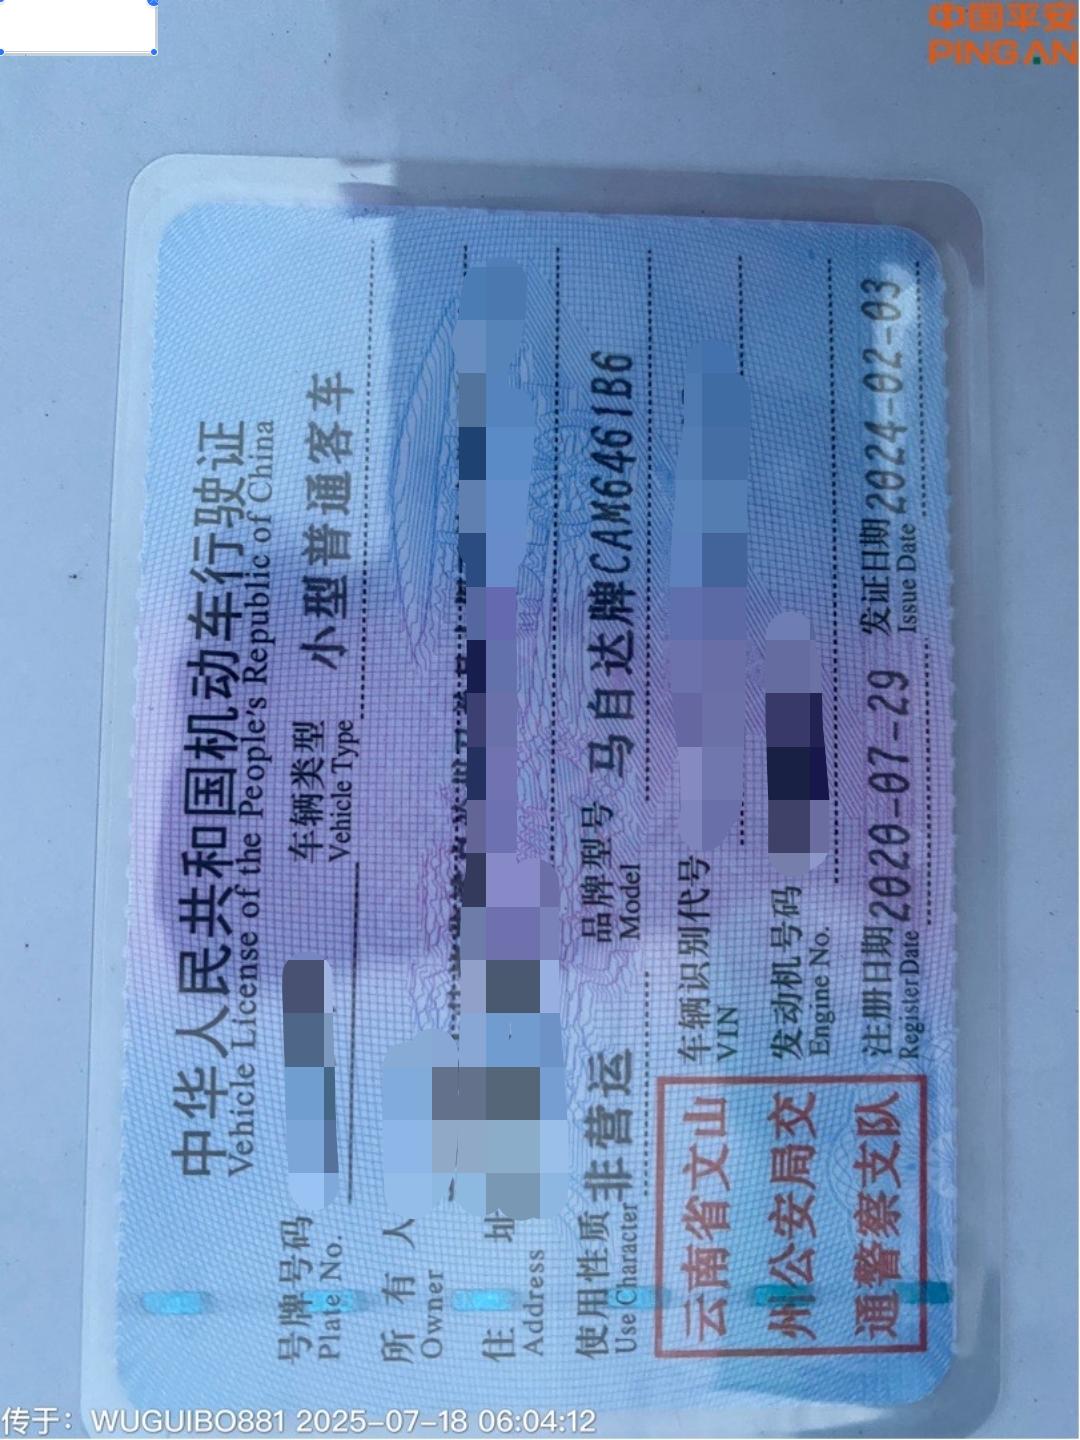 中国平安
PING AN
中华人民共和国机动车行驶证
Vehicle License of the People's Republic of China
号牌号码 车辆类型 小型普通客车
Plate No. Vehicle Type
所有人
Owner
住址
Address
使用性质 非营运 品牌型号 马自达牌CAM6461B6
Use Character Model
云南省文山
州公安局交
通警察支队
车辆识别代号
VIN
发动机号码
Engine No.
注册日期 2020-07-29 发证日期 2024-02-03
Register Date Issue Date
传于：WUGUIBO881 2025-07-18 06:04:12